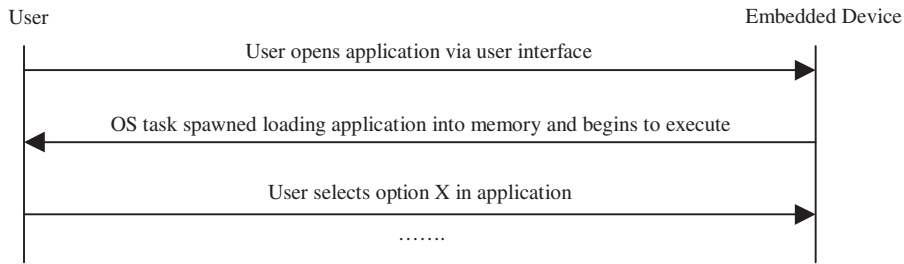 User
Embedded Device
User opens application via user interface
OS task spawned loading application into memory and begins to execute
User selects option X in application
…….